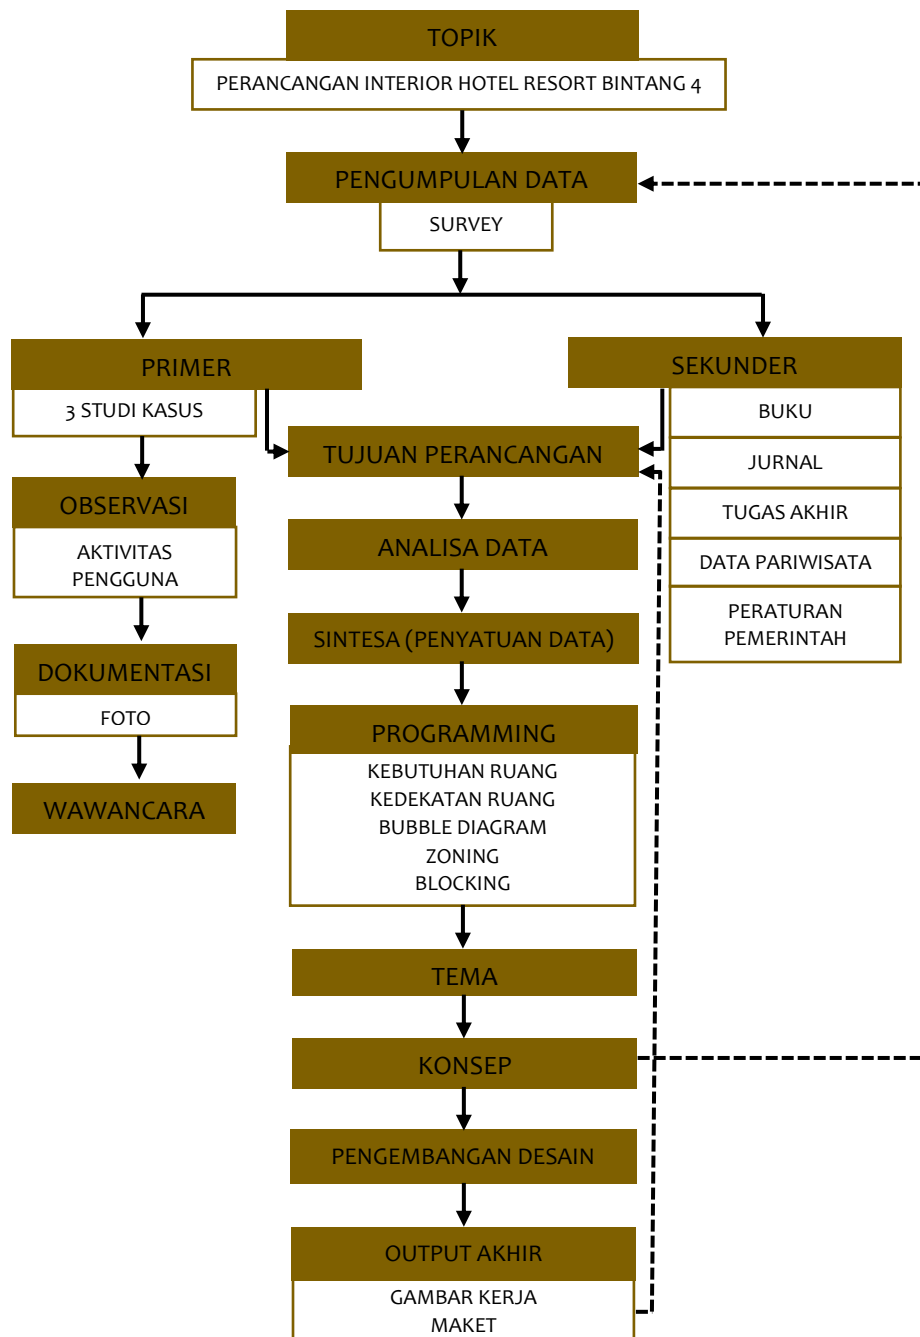 TOPIK
PERANCANGAN INTERIOR HOTEL RESORT BINTANG 4
PENGUMPULAN DATA
SURVEY
PRIMER
3 STUDI KASUS
OBSERVASI
AKTIVITAS
PENGGUNA
DOKUMENTASI
FOTO
WAWANCARA
SEKUNDER
BUKU
JURNAL
TUGAS AKHIR
DATA PARIWISATA
PERATURAN
PEMERINTAH
TUJUAN PERANCANGAN
ANALISA DATA
SINTESA (PENYATUAN DATA)
PROGRAMMING
KEBUTUHAN RUANG
KEDEKATAN RUANG
BUBBLE DIAGRAM
ZONING
BLOCKING
TEMA
KONSEP
PENGEMBANGAN DESAIN
OUTPUT AKHIR
GAMBAR KERJA
MAKET